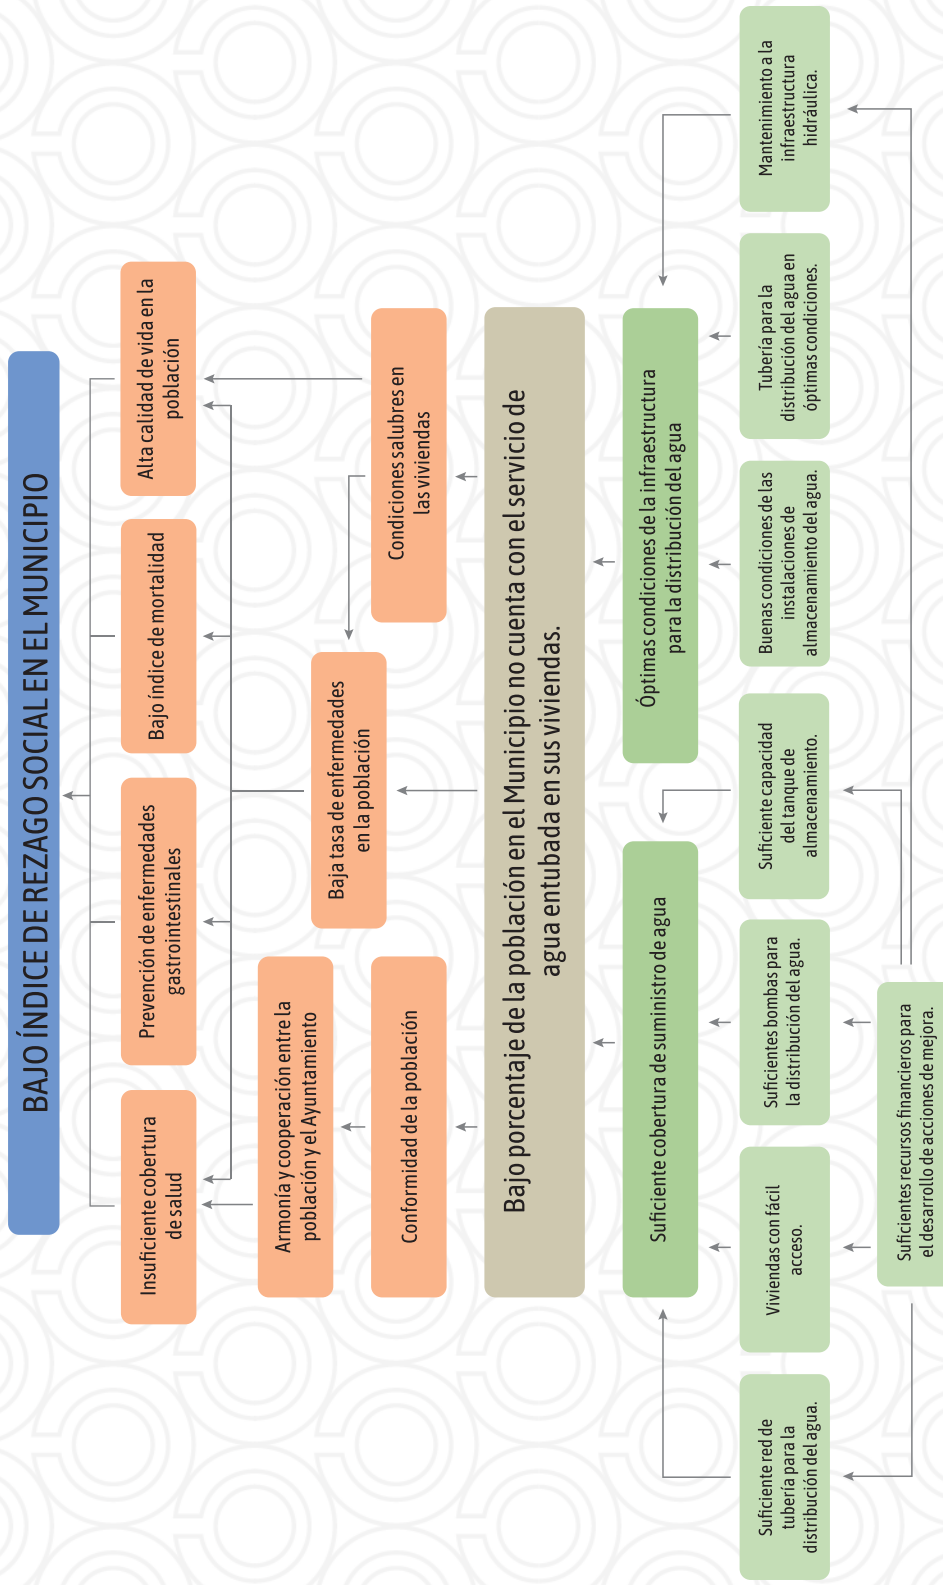 BAJO ÍNDICE DE REZAGO SOCIAL EN EL MUNICIPIO
Insuficiente cobertura
de salud
Prevención de enfermedades
gastrointestinales
Bajo índice de mortalidad
Alta calidad de vida en la
población
Armonía y cooperación entre la
población y el Ayuntamiento
Baja tasa de enfermedades
en la población
Conformidad de la población
Condiciones salubres en
las viviendas
Bajo porcentaje de la población en el Municipio no cuenta con el servicio de
agua entubada en sus viviendas.
Suficiente cobertura de suministro de agua
Óptimas condiciones de la infraestructura
para la distribución del agua
Suficiente red de
tubería para la
distribución del agua.
Viviendas con fácil
acceso.
Suficientes bombas para
la distribución del agua.
Suficiente capacidad
del tanque de
almacenamiento.
Buenas condiciones de las
instalaciones de
almacenamiento del agua.
Tubería para la
distribución del agua en
óptimas condiciones.
Mantenimiento a la
infraestructura
hidráulica.
Suficientes recursos financieros para
el desarrollo de acciones de mejora.